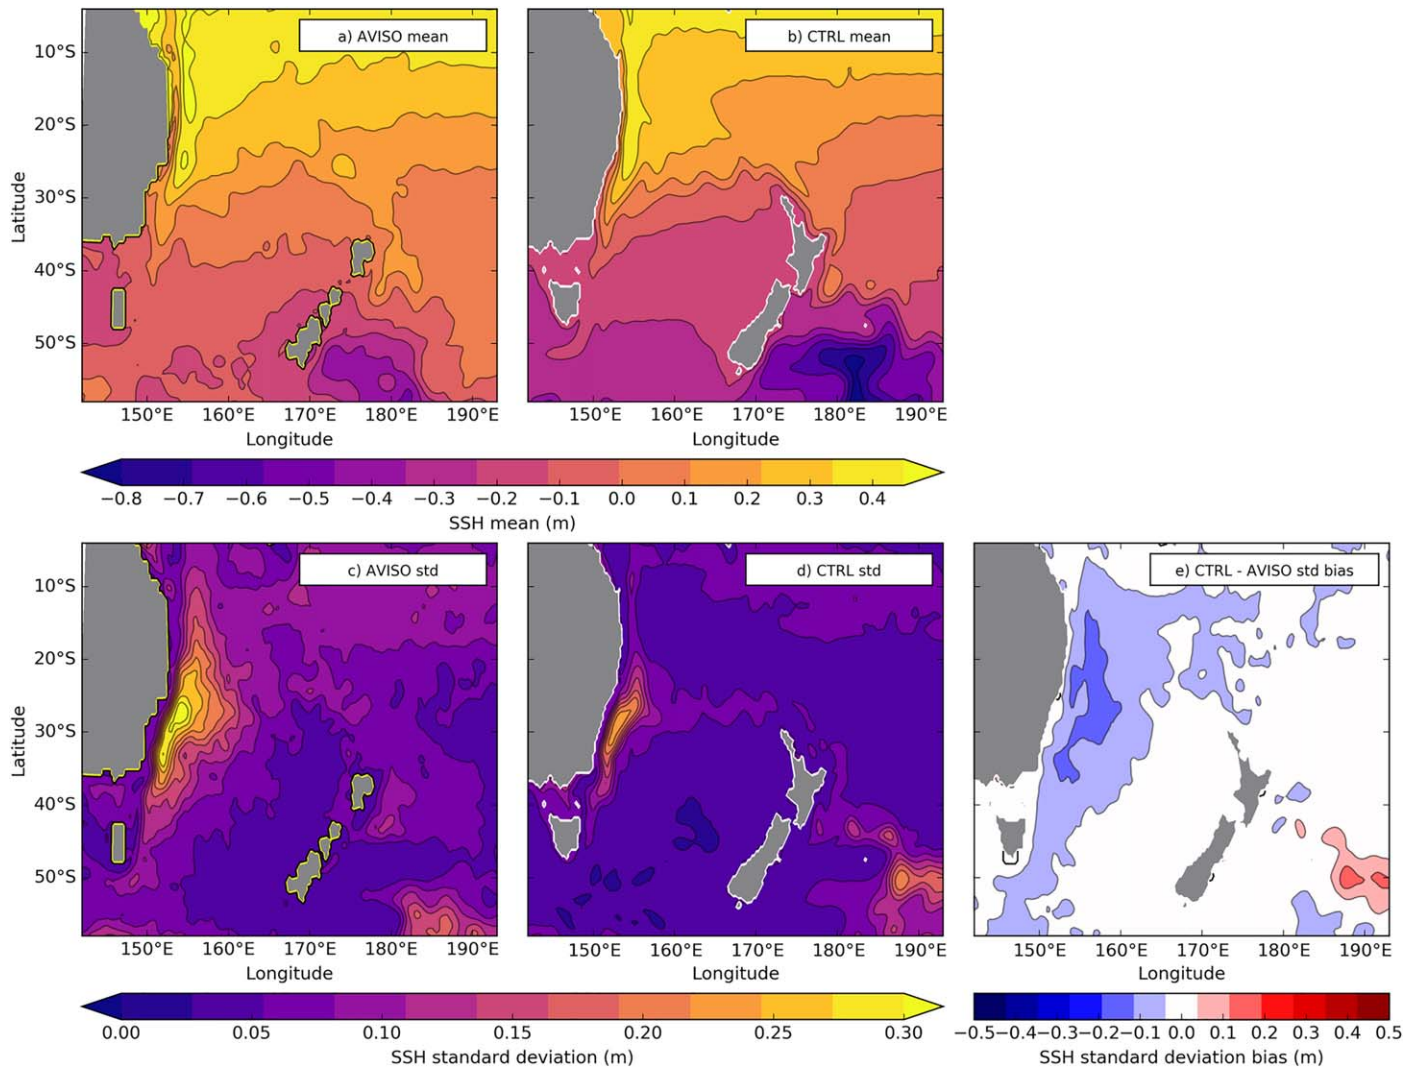 a) AVISO mean
b) CTRL mean
10°S
20°S
30°S
40°S
50°S
Latitude
150°E 160°E 170°E 180°E 190°E
150°E 160°E 170°E 180°E 190°E
Longitude
Longitude
−0.8 −0.7 −0.6 −0.5 −0.4 −0.3 −0.2 −0.1 0.0 0.1 0.2 0.3 0.4
SSH mean (m)
c) AVISO std
d) CTRL std
e) CTRL - AVISO std bias
10°S
20°S
30°S
40°S
50°S
Latitude
150°E 160°E 170°E 180°E 190°E
150°E 160°E 170°E 180°E 190°E
150°E 160°E 170°E 180°E 190°E
Longitude
Longitude
Longitude
0.00 0.05 0.10 0.15 0.20 0.25 0.30
−0.5 −0.4 −0.3 −0.2 −0.1 0.0 0.1 0.2 0.3 0.4 0.5
SSH standard deviation (m)
SSH standard deviation bias (m)